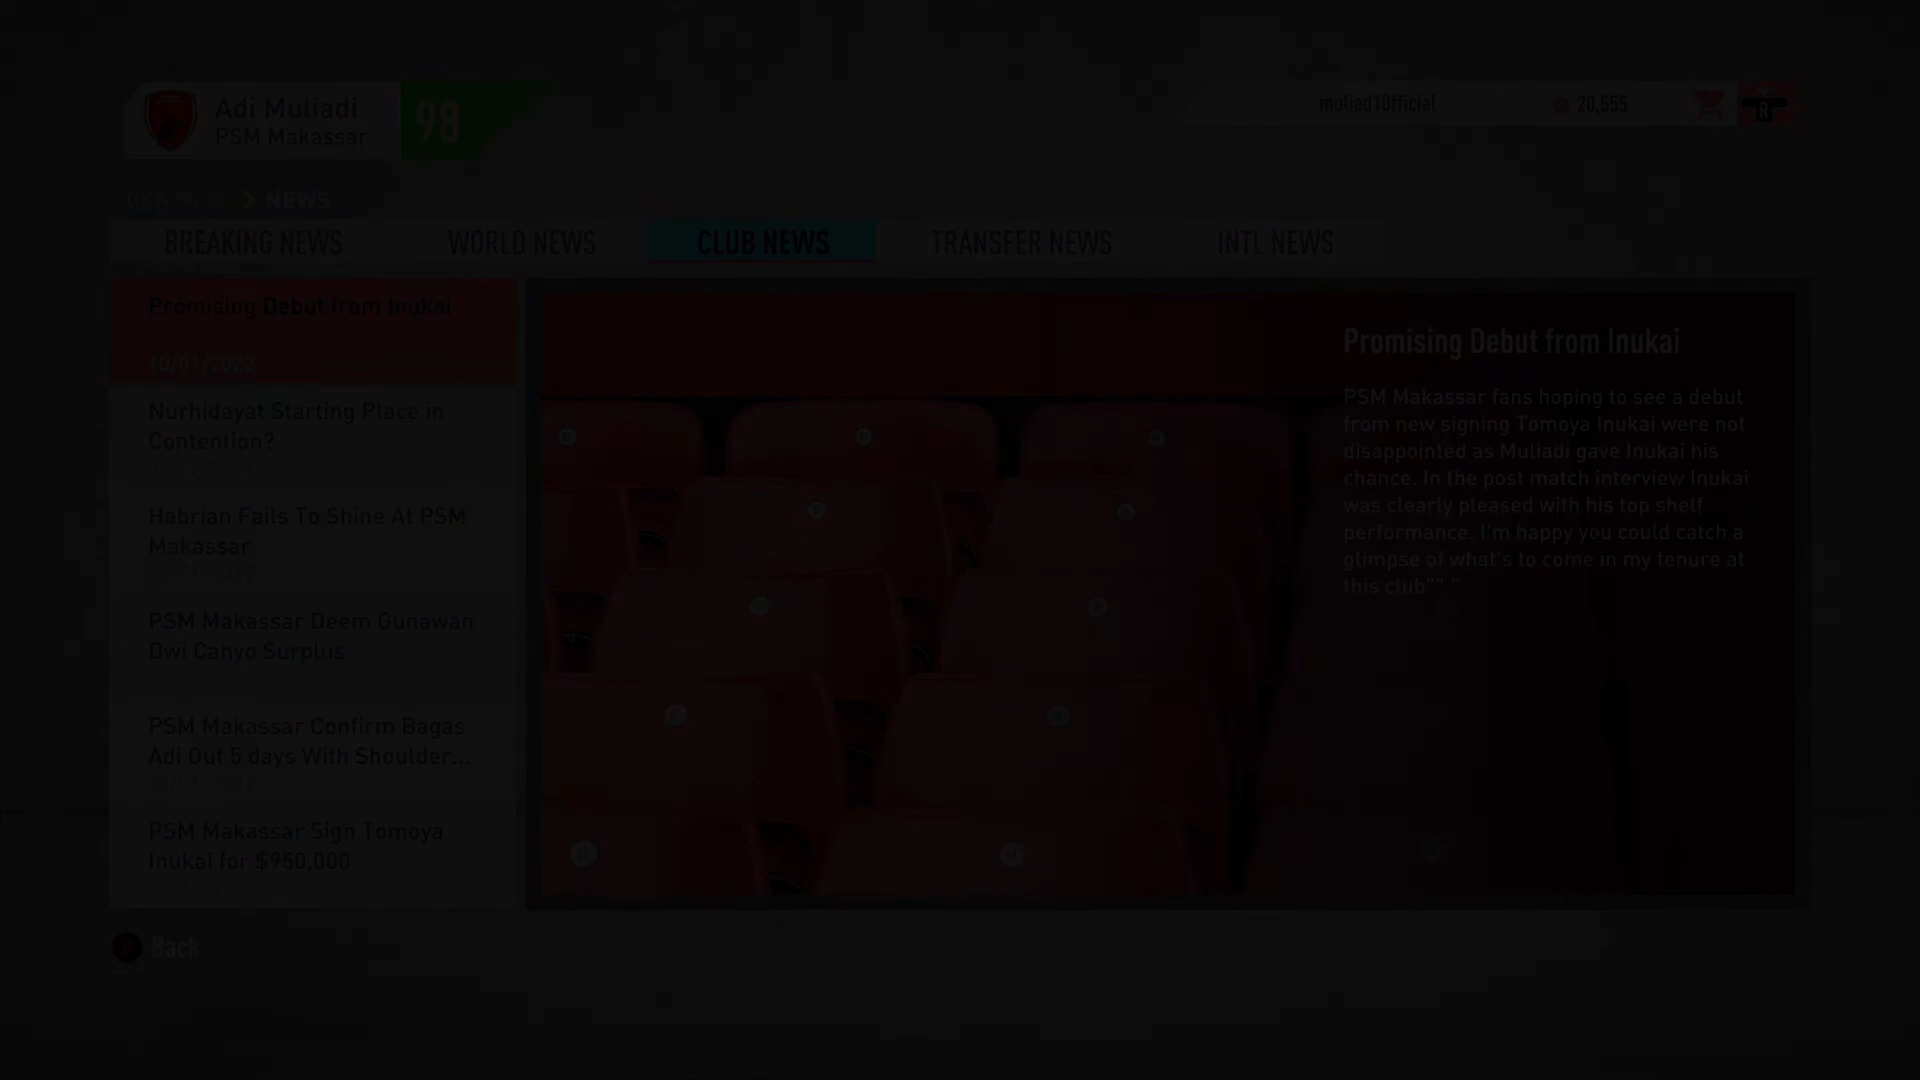 Adi Muliadi
PSM Makassar
98
muliad10fficial
20,555
R
NEWS
BREAKING NEWS
WORLD NEWS
CLUB NEWS
TRANSFER NEWS
INTL NEWS
Promising Debut from Inukai
10/01/2022
Nurhidayat Starting Place in
Contention?
Habrian Fails To Shine At PSM
Makassar
PSM Makassar Deem Gunawan
Dwi Cahyo Surplus
PSM Makassar Confirm Bagas
Adi Out 5 days With Shoulder...
PSM Makassar Sign Tomoya
Inukai for $950,000
Promising Debut from Inukai
PSM Makassar fans hoping to see a debut
from new signing Tomoya Inukai were not
disappointed as Muliadi gave Inukai his
chance. In the post match interview Inukai
was clearly pleased with his top shelf
performance. I'm happy you could catch a
glimpse of what's to come in my tenure at
this club"" "
Back